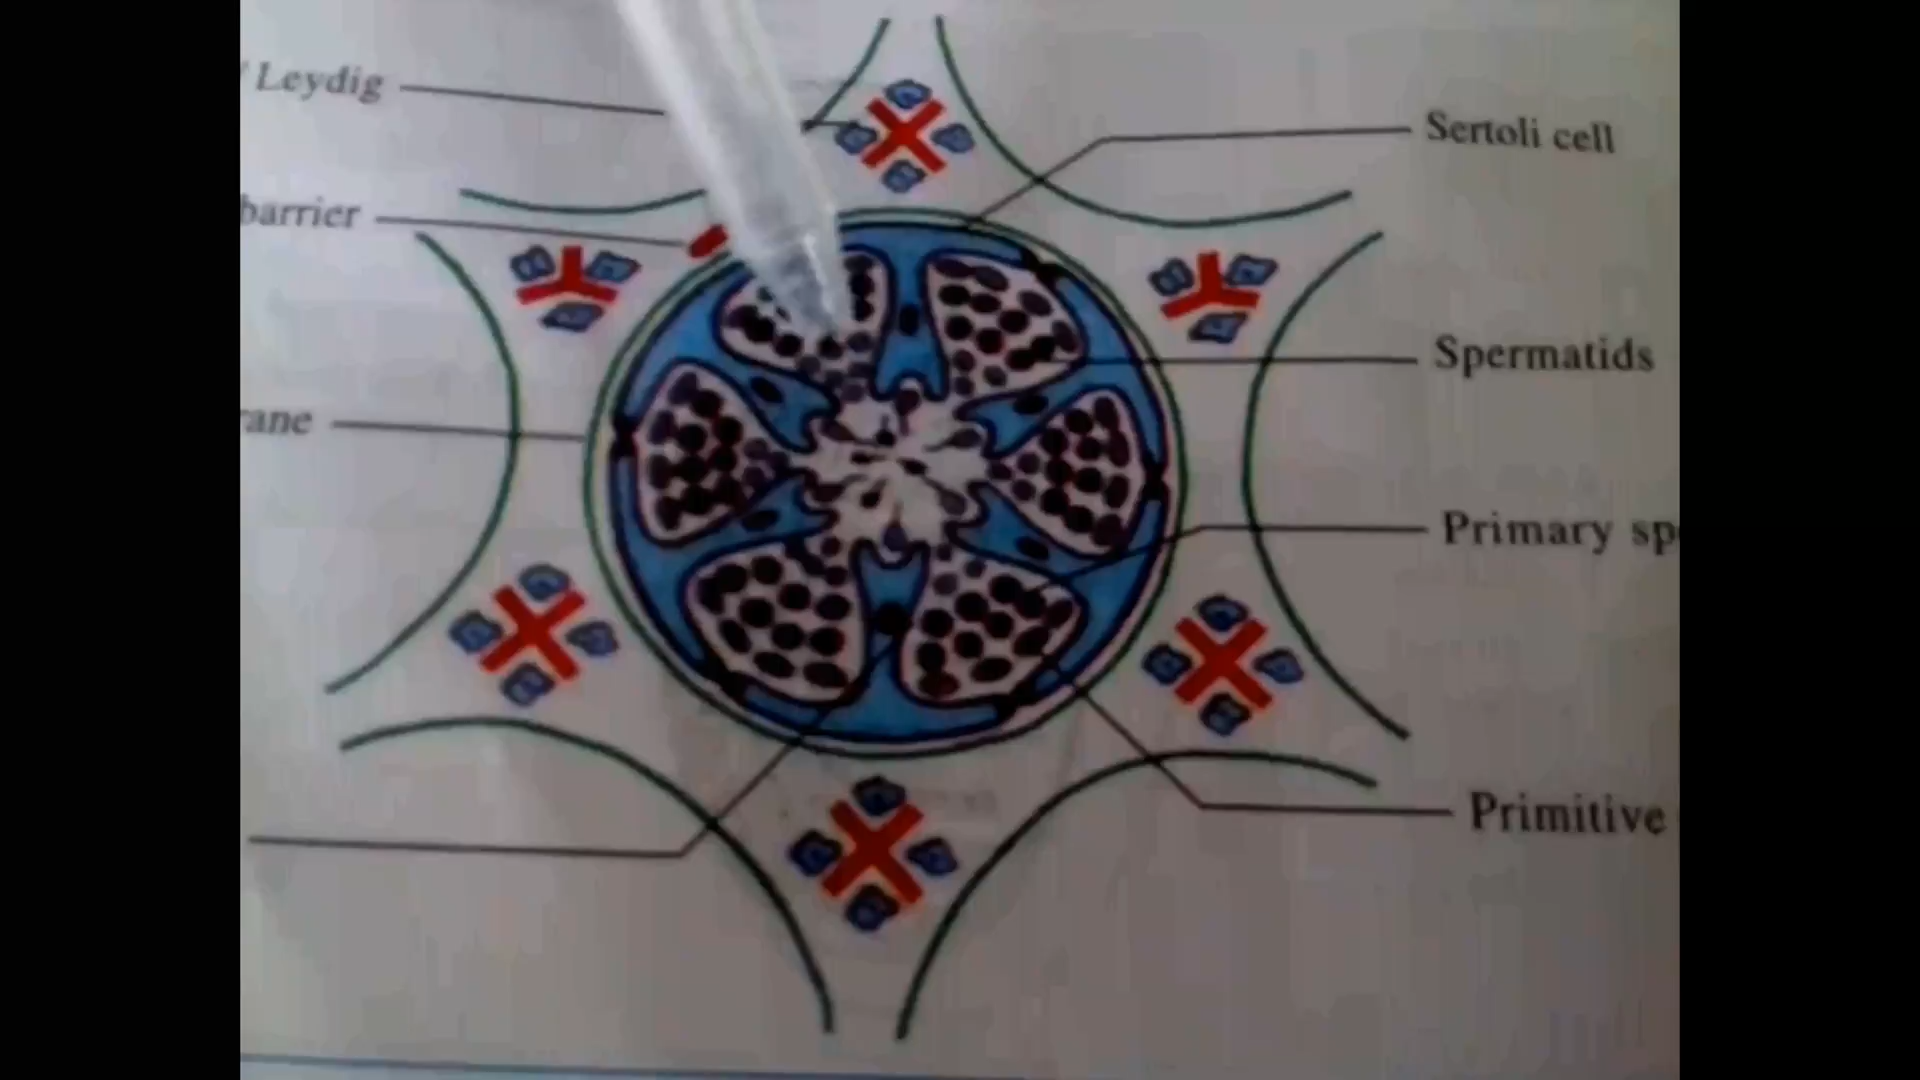 Leydig
Sertoli cell
barrier
Spermatids
rane
Primary sp
Primitive